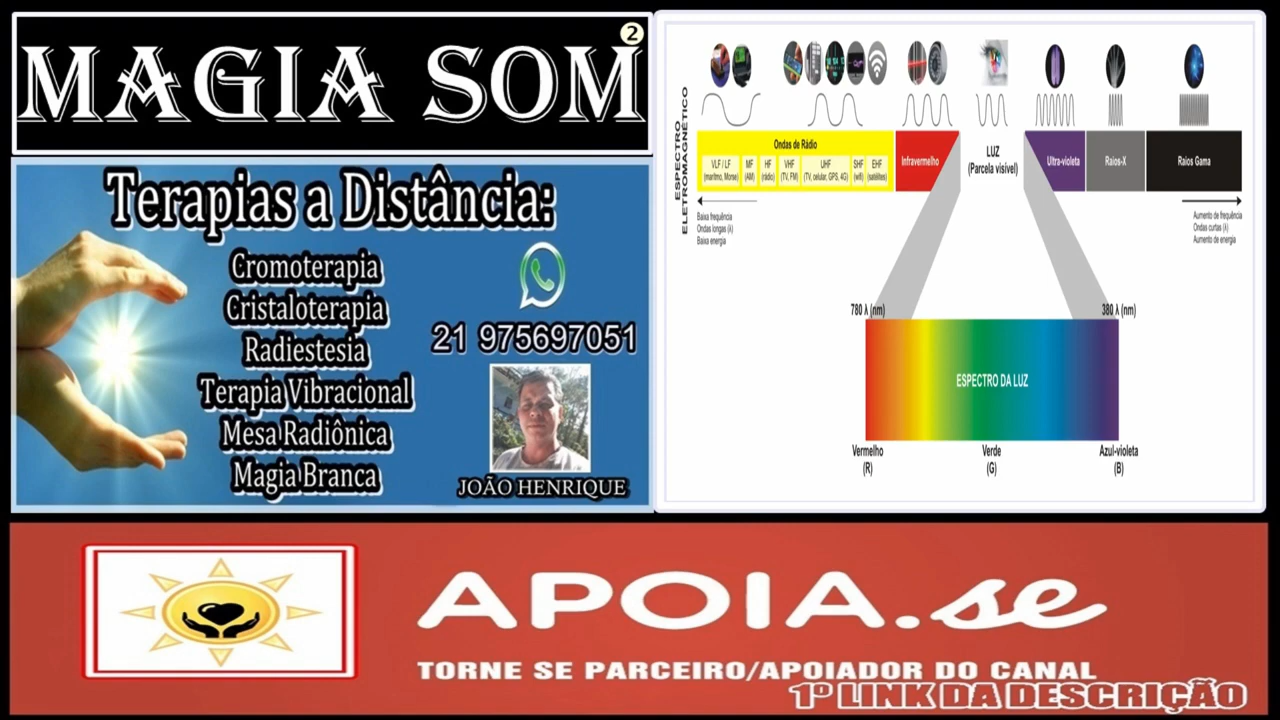 2
MAGIA SOM
Terapias a Distância:
Cromoterapia
Cristaloterapia
Radiestesia
Terapia Vibracional
Mesa Radiônica
Magia Branca
21 975697051
JOÃO HENRIQUE
ESPECTRO
ELETROMAGNÉTICO
Ondas de Rádio
VLF / LF
(marítmo, Morse)
MF
(AM)
HF
(rádio)
VHF
(TV, FM)
UHF
(TV, celular, GPS, 4G)
SHF
(wifi)
EHF
(satélites)
Infravermelho
LUZ
(Parcela visível)
Ultra-violeta
Raios-X
Raios Gama
Baixa frequência
Ondas longas (λ)
Baixa energia
Aumento de frequência
Ondas curtas (λ)
Aumento de energia
780 λ (nm)
380 λ (nm)
ESPECTRO DA LUZ
Vermelho
(R)
Verde
(G)
Azul-violeta
(B)
APOIA.se
TORNE SE PARCEIRO/APOIADOR DO CANAL
1º LINK DA DESCRIÇÃO